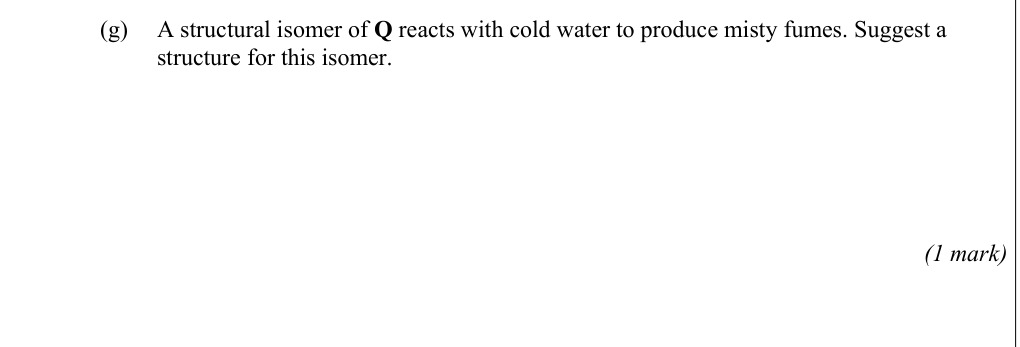 (g) A structural isomer of Q reacts with cold water to produce misty fumes. Suggest a
structure for this isomer.
(1 mark)